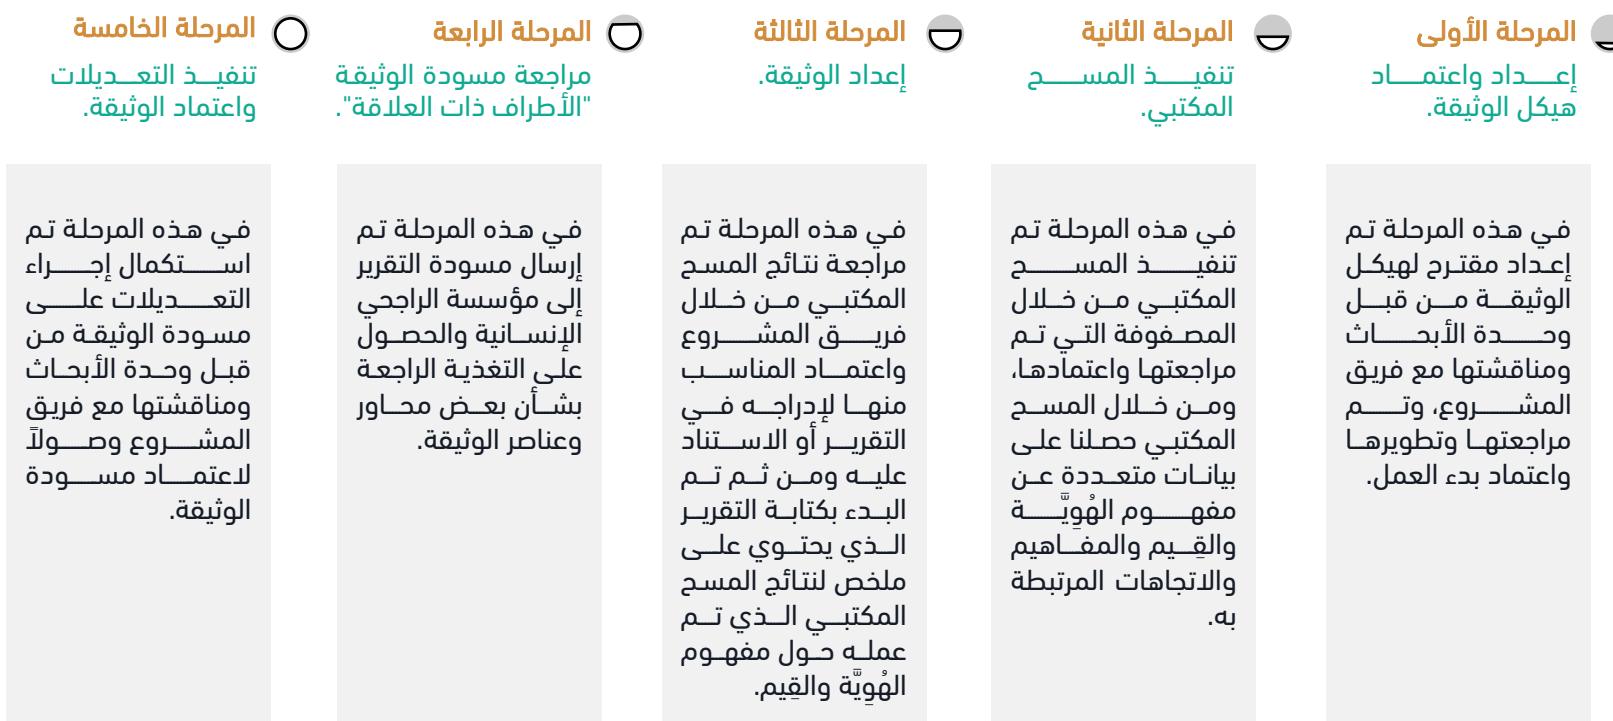 المرحلة الأولى
إعداد واعتماد
هيكل الوثيقة.
في هذه المرحلة تم
إعداد مقترح لهيكل
الوثيقة من قبل
وحدة الأبحاث
ومناقشتها مع فريق
المشروع، وتم
مراجعتها وتطويرها
واعتماد بدء العمل.
المرحلة الثانية
تنفيذ المسح
المكتبي.
في هذه المرحلة تم
تنفيذ المسح
المكتبي من خلال
المصفوفة التي تم
مراجعتها واعتمادها،
ومن خلال المسح
المكتبي حصلنا على
بيانات متعددة عن
مفهوم الهُوِيَّة
والقِيم والمفاهيم
والاتجاهات المرتبطة
به.
المرحلة الثالثة
إعداد الوثيقة.
في هذه المرحلة تم
مراجعة نتائج المسح
المكتبي من خلال
فريق المشروع
واعتماد المناسب
منها لإدراجه في
التقرير أو الاستناد
عليه ومن ثم تم
البدء بكتابة التقرير
الذي يحتوي على
ملخص لنتائج المسح
المكتبي الذي تم
عمله حول مفهوم
الهُوِيَّة والقِيم.
المرحلة الرابعة
مراجعة مسودة الوثيقة
"الأطراف ذات العلاقة".
في هذه المرحلة تم
إرسال مسودة التقرير
إلى مؤسسة الراجحي
الإنسانية والحصول
على التغذية الراجعة
بشأن بعض محاور
وعناصر الوثيقة.
المرحلة الخامسة
تنفيذ التعديلات
واعتماد الوثيقة.
في هذه المرحلة تم
استكمال إجراء
التعديلات على
مسودة الوثيقة من
قبل وحدة الأبحاث
ومناقشتها مع فريق
المشروع وصولاً
لاعتماد مسودة
الوثيقة.